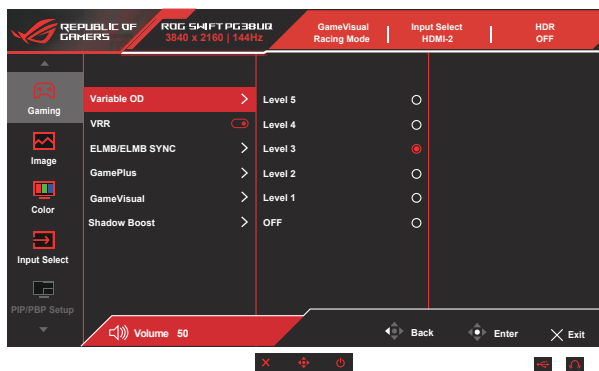 REPUBLIC OF
GAMERS
ROG SWIFT PG38UQ
3840 x 2160 | 144Hz
GameVisual
Racing Mode
Input Select
HDMI-2
HDR
OFF
Gaming
Image
Color
Input Select
PIP/PBP Setup
Variable OD
VRR
ELMB/ELMB SYNC
GamePlus
GameVisual
Shadow Boost
Level 5
Level 4
Level 3
Level 2
Level 1
OFF
Volume 50
Back
Enter
Exit